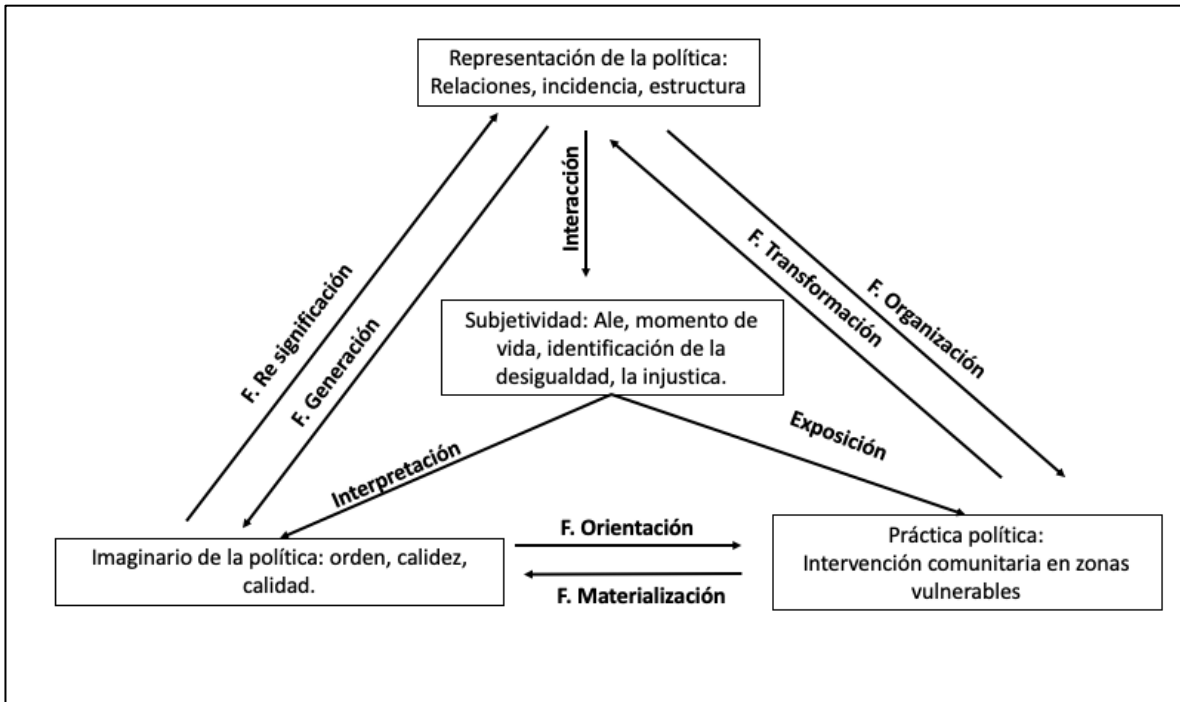 Representación de la política:
Relaciones, incidencia, estructura
Interacción
F. Re significación
F. Generación
F. Transformación
F. Organización
Subjetividad: Ale, momento de
vida, identificación de la
desigualdad, la injustica.
Interpretación
Exposición
Imaginario de la política: orden, calidez,
calidad.
F. Orientación
F. Materialización
Práctica política:
Intervención comunitaria en zonas
vulnerables